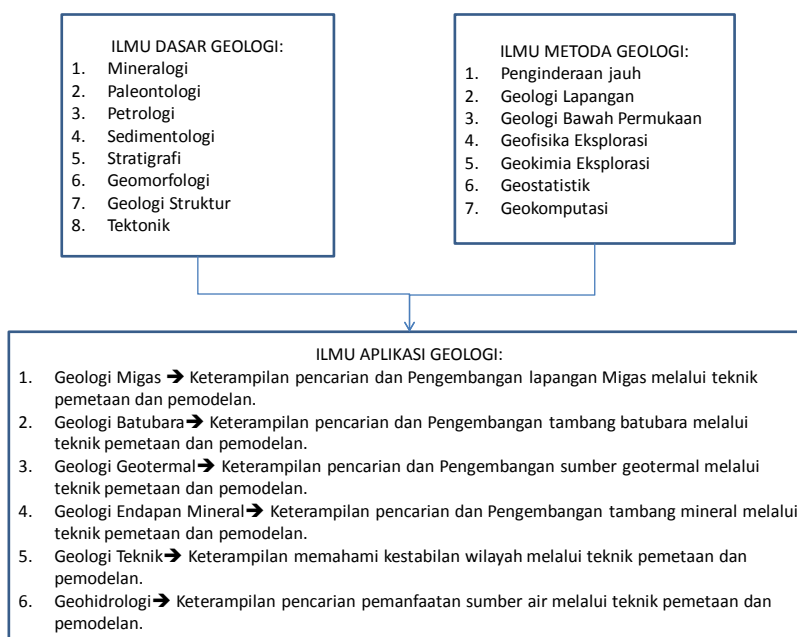 ILMU DASAR GEOLOGI:
1. Mineralogi
2. Paleontologi
3. Petrologi
4. Sedimentologi
5. Stratigrafi
6. Geomorfologi
7. Geologi Struktur
8. Tektonik
ILMU METODA GEOLOGI:
1. Penginderaan jauh
2. Geologi Lapangan
3. Geologi Bawah Permukaan
4. Geofisika Eksplorasi
5. Geokimia Eksplorasi
6. Geostatistik
7. Geokomputasi
ILMU APLIKASI GEOLOGI:
1. Geologi Migas ➔ Keterampilan pencarian dan Pengembangan lapangan Migas melalui teknik
pemetaan dan pemodelan.
2. Geologi Batubara➔ Keterampilan pencarian dan Pengembangan tambang batubara melalui
teknik pemetaan dan pemodelan.
3. Geologi Geotermal➔ Keterampilan pencarian dan Pengembangan sumber geotermal melalui
teknik pemetaan dan pemodelan.
4. Geologi Endapan Mineral➔ Keterampilan pencarian dan Pengembangan tambang mineral melalui
teknik pemetaan dan pemodelan.
5. Geologi Teknik➔ Keterampilan memahami kestabilan wilayah melalui teknik pemetaan dan
pemodelan.
6. Geohidrologi➔ Keterampilan pencarian pemanfaatan sumber air melalui teknik pemetaan dan
pemodelan.